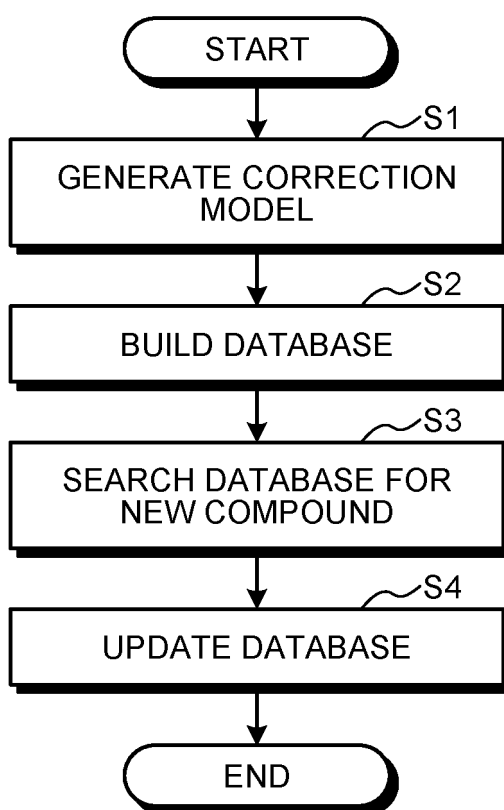 START
S1
GENERATE CORRECTION
MODEL
S2
BUILD DATABASE
S3
SEARCH DATABASE FOR
NEW COMPOUND
S4
UPDATE DATABASE
END